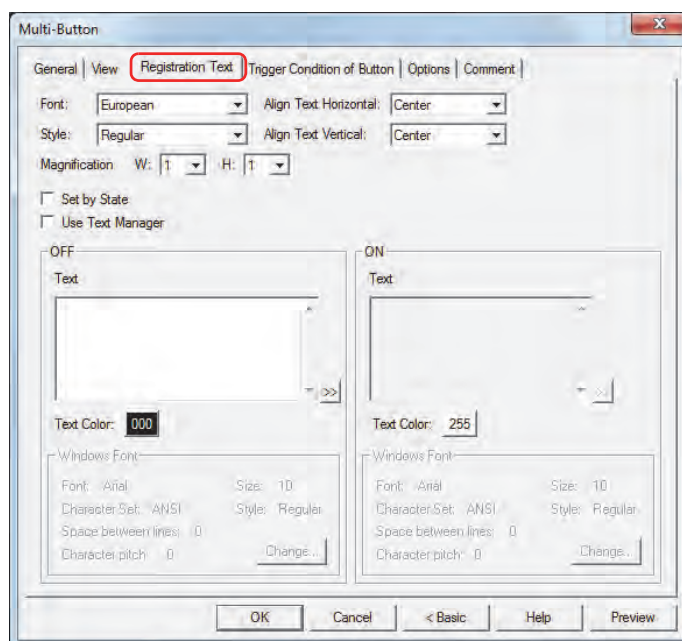 Multi-Button
General View Registration Text Trigger Condition of Button Options Comment
Font: European Align Text Horizontal: Center
Style: Regular Align Text Vertical: Center
Magnification W: 1 H: 1
Set by State
Use Text Manager
OFF
Text
>>
Text Color: 000
Windows Font
Font: Arial Size: 10
Character Set: ANSI Style: Regular
Space between lines: 0
Character pitch: 0 Change...
ON
Text
>>
Text Color: 255
Windows Font
Font: Arial Size: 10
Character Set: ANSI Style: Regular
Space between lines: 0
Character pitch: 0 Change...
OK Cancel < Basic Help Preview